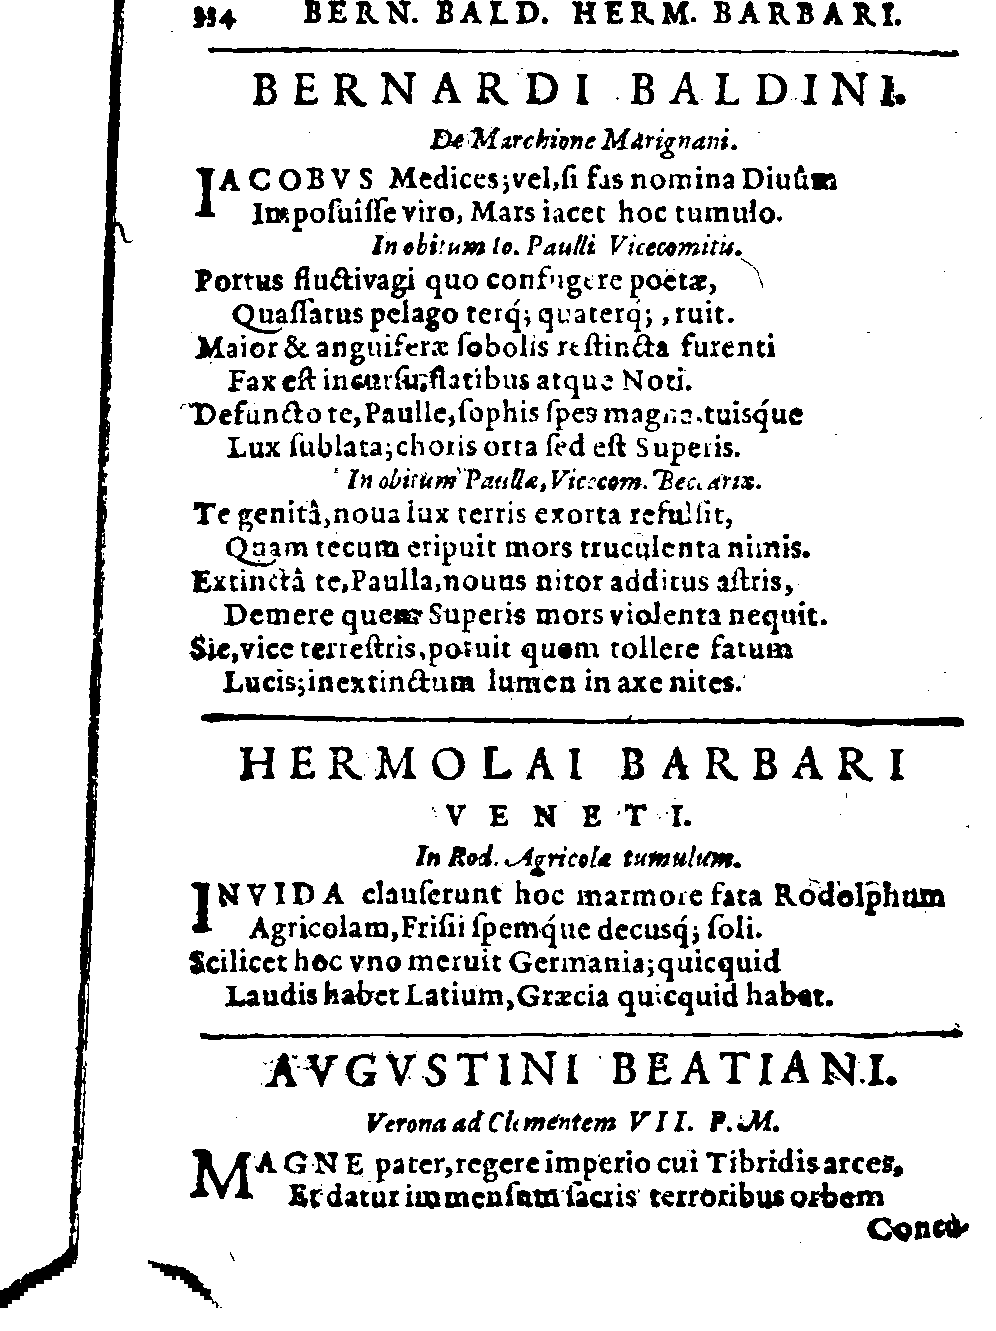 334 BERN. BALD. HERM. BARBARI.
BERNARDI BALDINI.
De Marchione Marignani.
IACOBVS Medices; vel, ſi fas nomina Diuûm
Impoſuiſſe viro, Mars iacet hoc tumulo.
In obitum Io. Paulli Vicecomitis.
Portus fluctivagi quo confugere poëtæ,
Quaſſatus pelago terq́; quaterq́;, ruit.
Maior & anguiferæ ſobolis reſtincta furenti
Fax eſt incurſu; flatibus atque Noti.
Defuncto te, Paulle, ſophis ſpes magna, tuisq́ue
Lux ſublata; choris orta ſed eſt Superis.
In obitum Paullæ, Vicecom. Beccariæ.
Te genitâ, noua lux terris exorta refulſit,
Quam tecum eripuit mors truculenta nimis.
Extinctâ te, Paulla, nouus nitor additus aſtris,
Demere quem Superis mors violenta nequit.
Sic, vice terreſtris, potuit quem tollere fatum
Lucis; inextinctum lumen in axe nites.
HERMOLAI BARBARI
VENETI.
In Rod. Agricolæ tumulum.
INVIDA clauſerunt hoc marmore fata Rodolphum
Agricolam, Friſii ſpemq́ue decusq́; ſoli.
Scilicet hoc vno meruit Germania; quicquid
Laudis habet Latium, Græcia quicquid habet.
AVGVSTINI BEATIANI.
Verona ad Clementem VII. P. M.
MAGNE pater, regere imperio cui Tibridis arces,
Et datur immenſum ſacris terroribus orbem